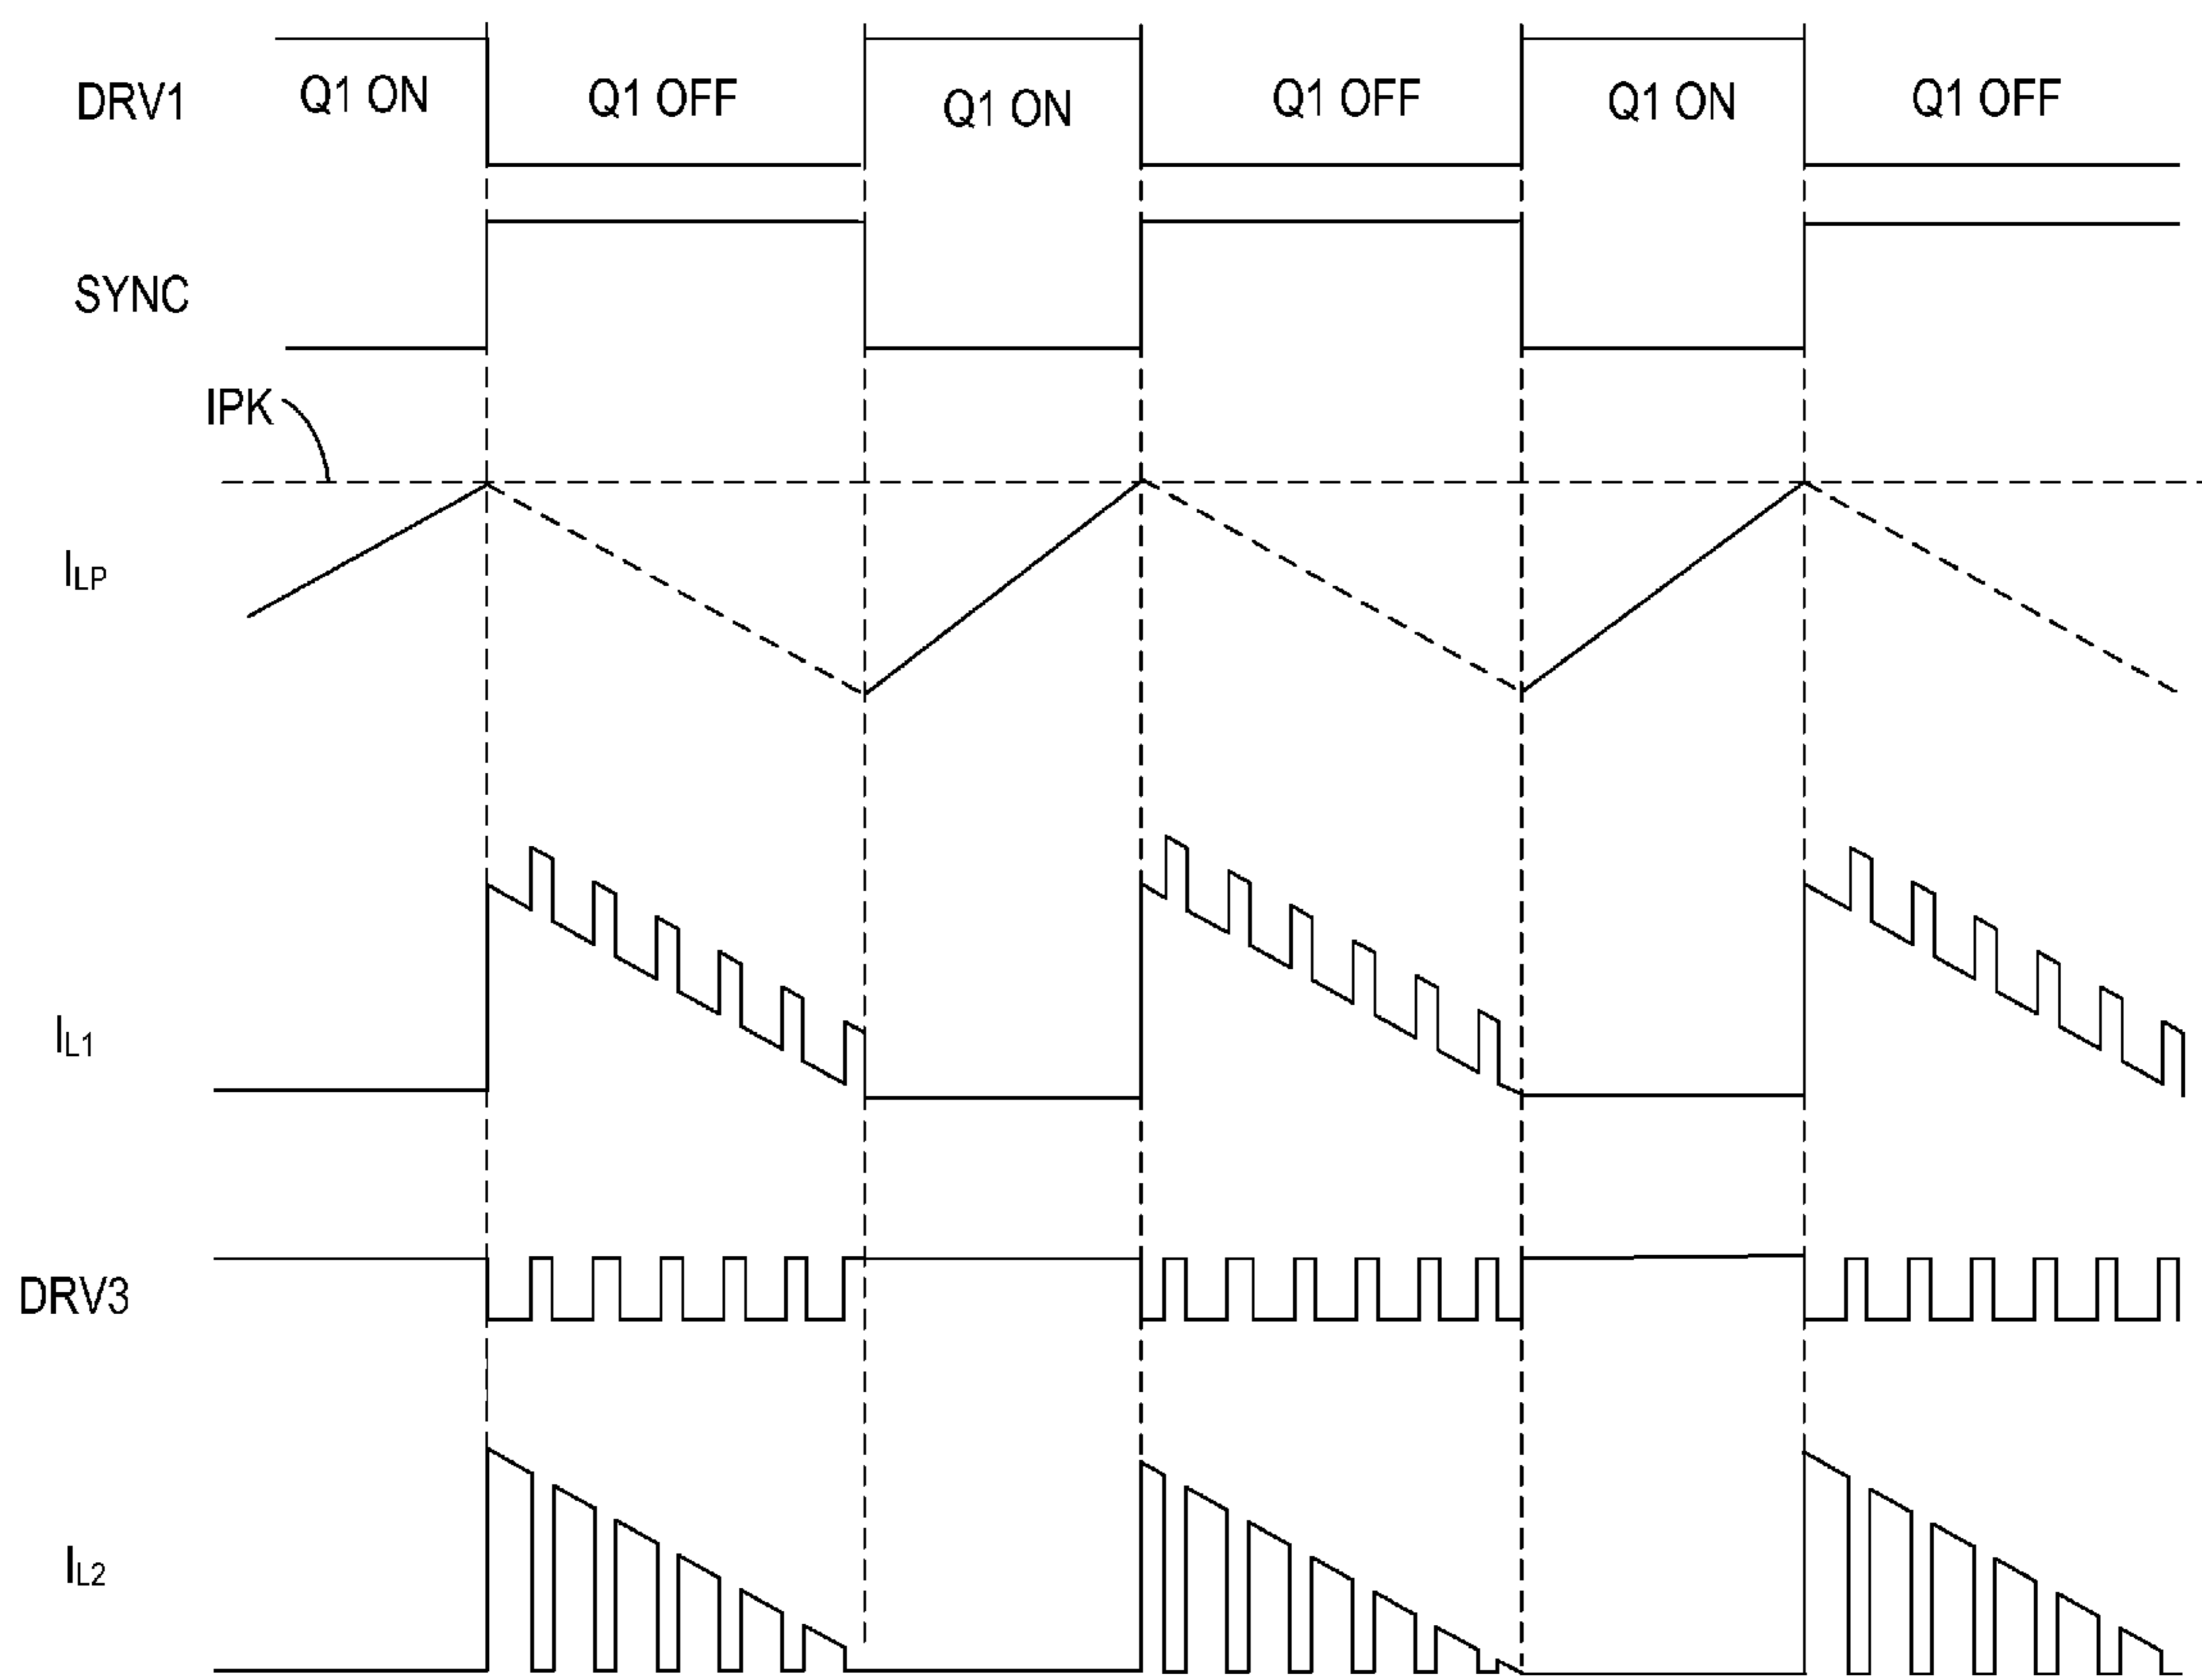 DRV1
Q1 ON
Q1 OFF
Q1 ON
Q1 OFF
Q1 ON
Q1 OFF
SYNC
IPK
ILP
IL1
DRV3
IL2